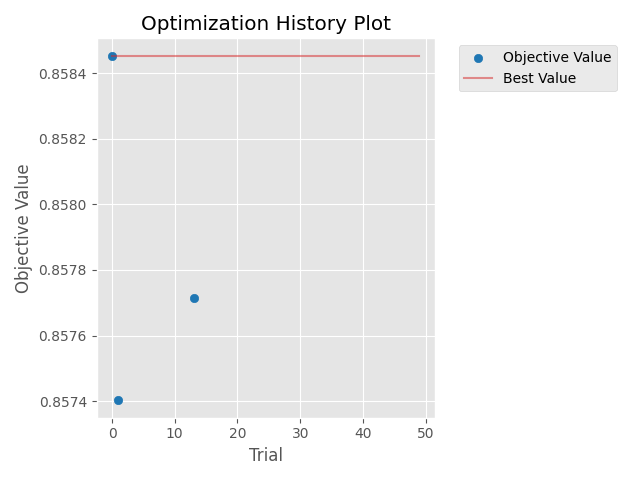 Optimization History Plot
Objective Value
Best Value
0.8584
0.8582
0.8580
0.8578
0.8576
0.8574
Objective Value
0 10 20 30 40 50
Trial